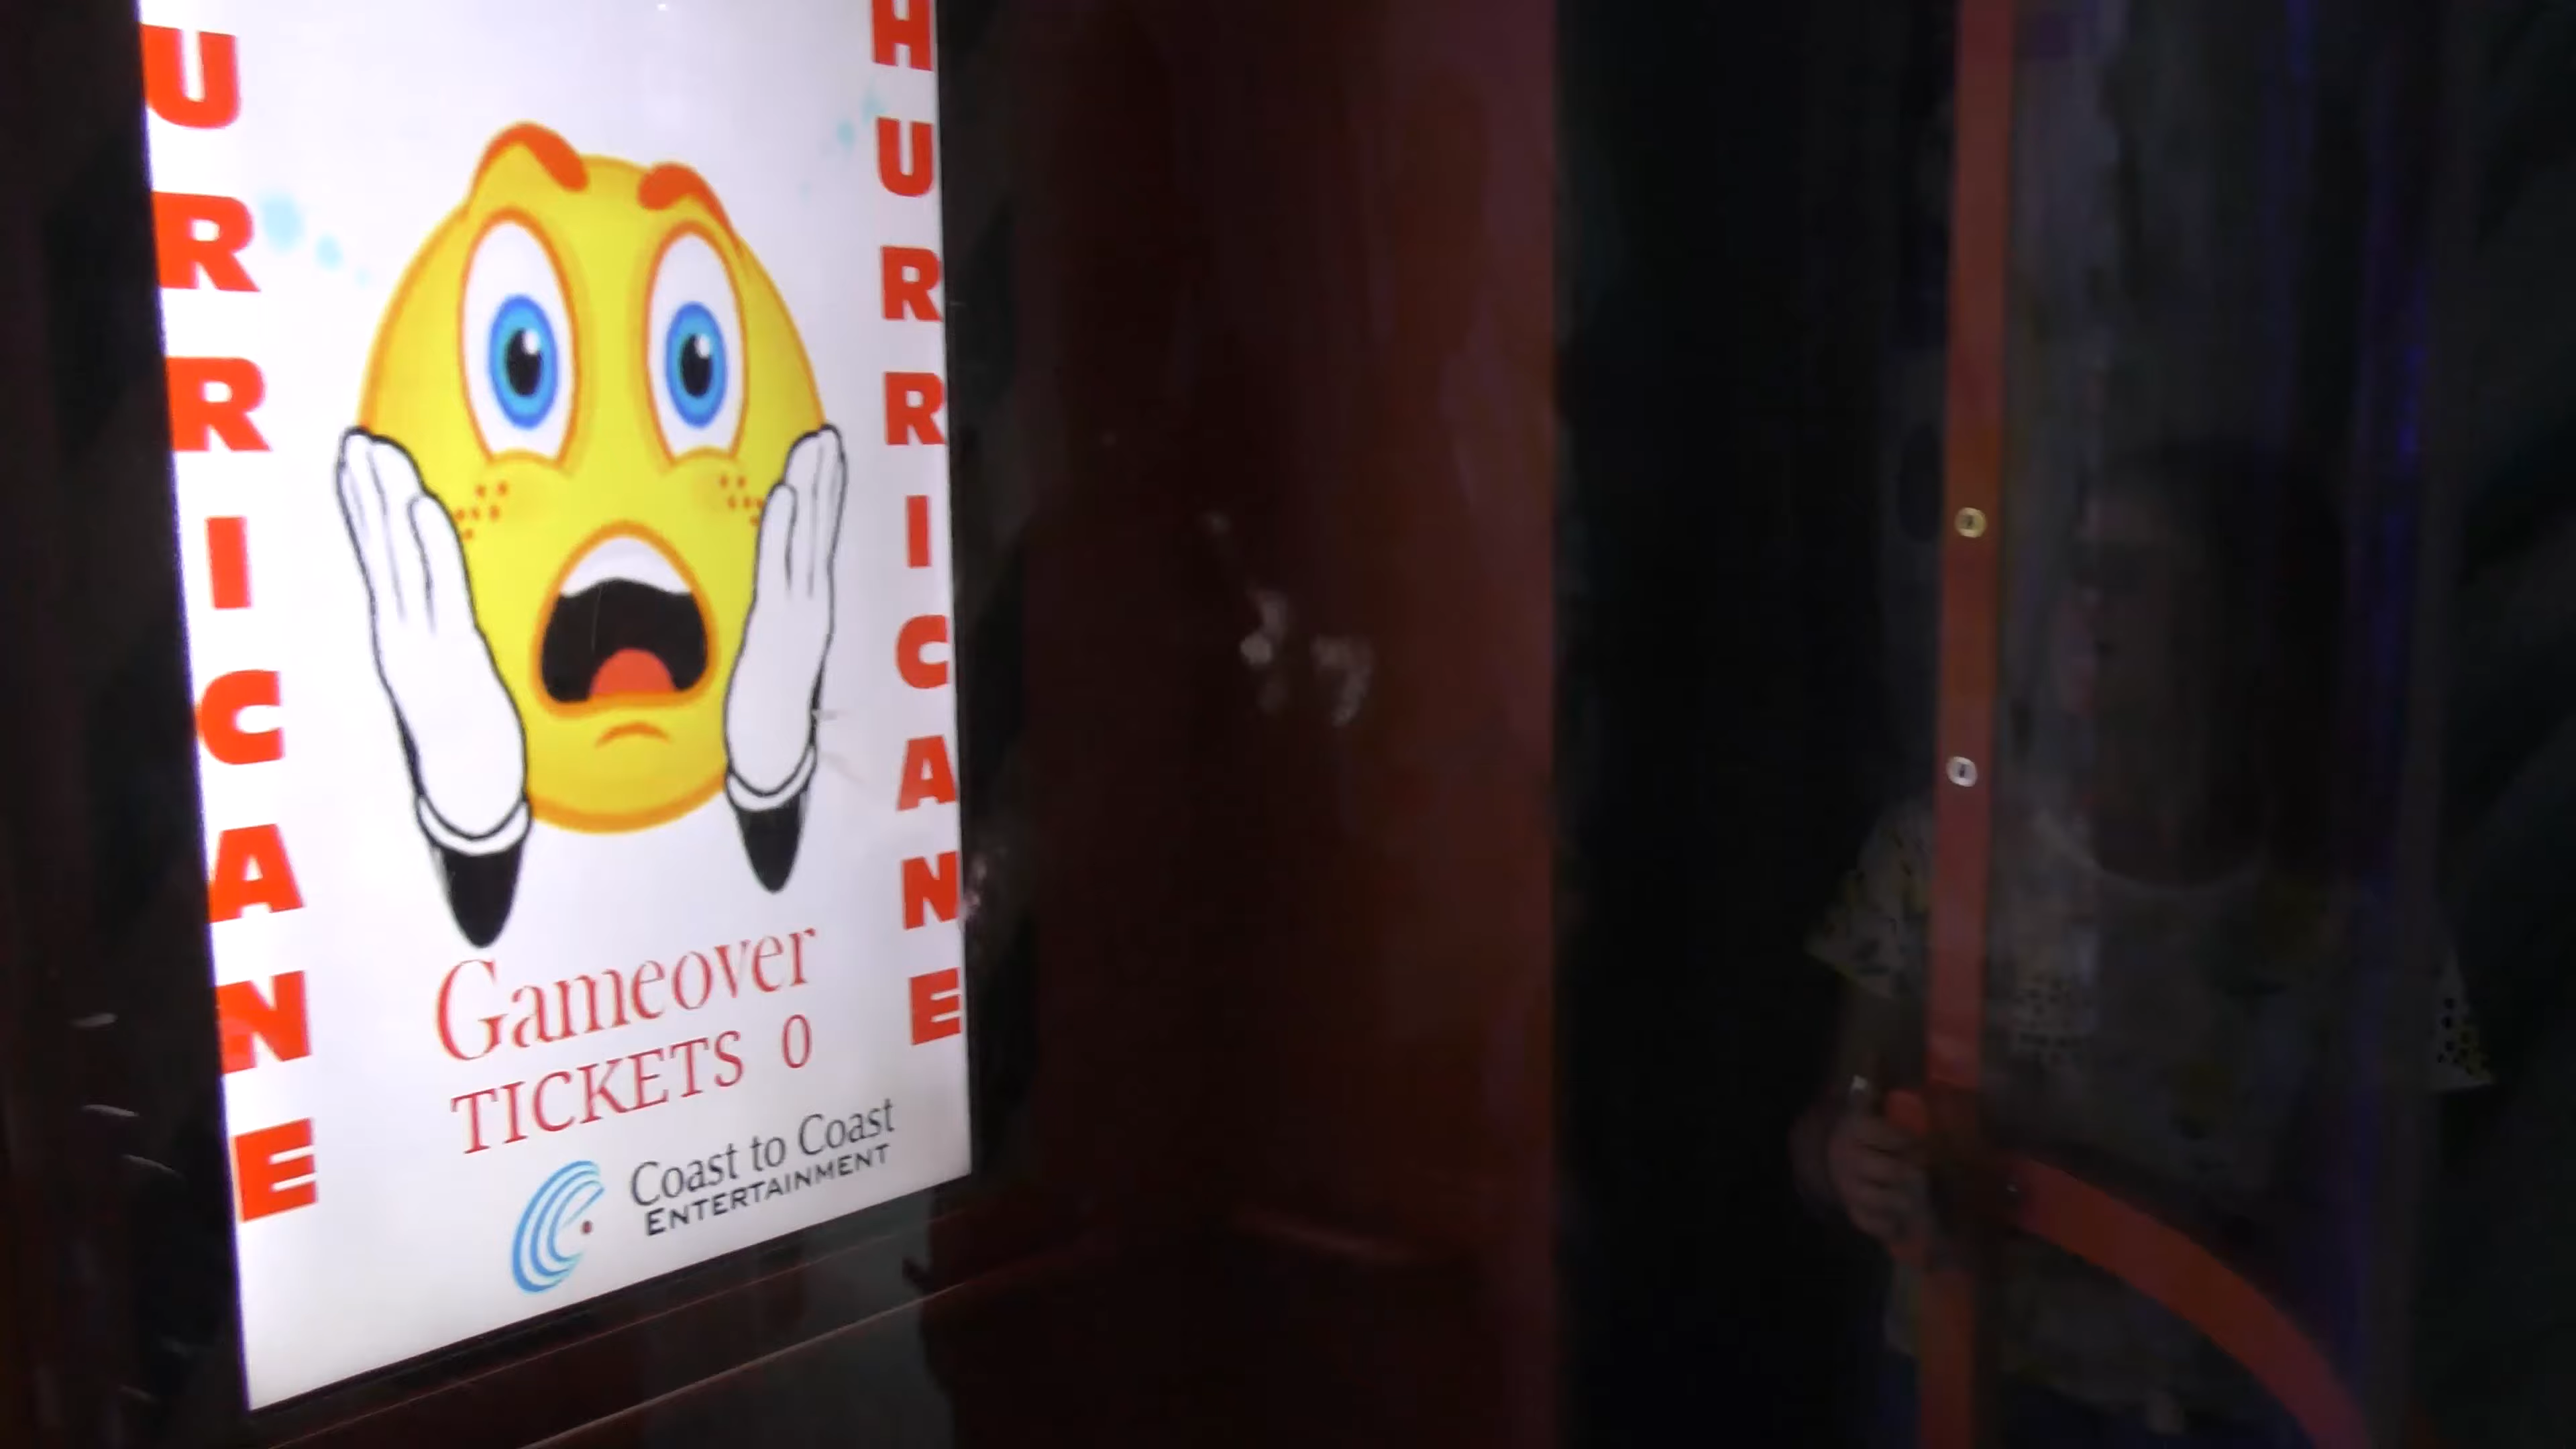 URRICANE
HURRICANE
Gameover
TICKETS 0
Coast to Coast
ENTERTAINMENT